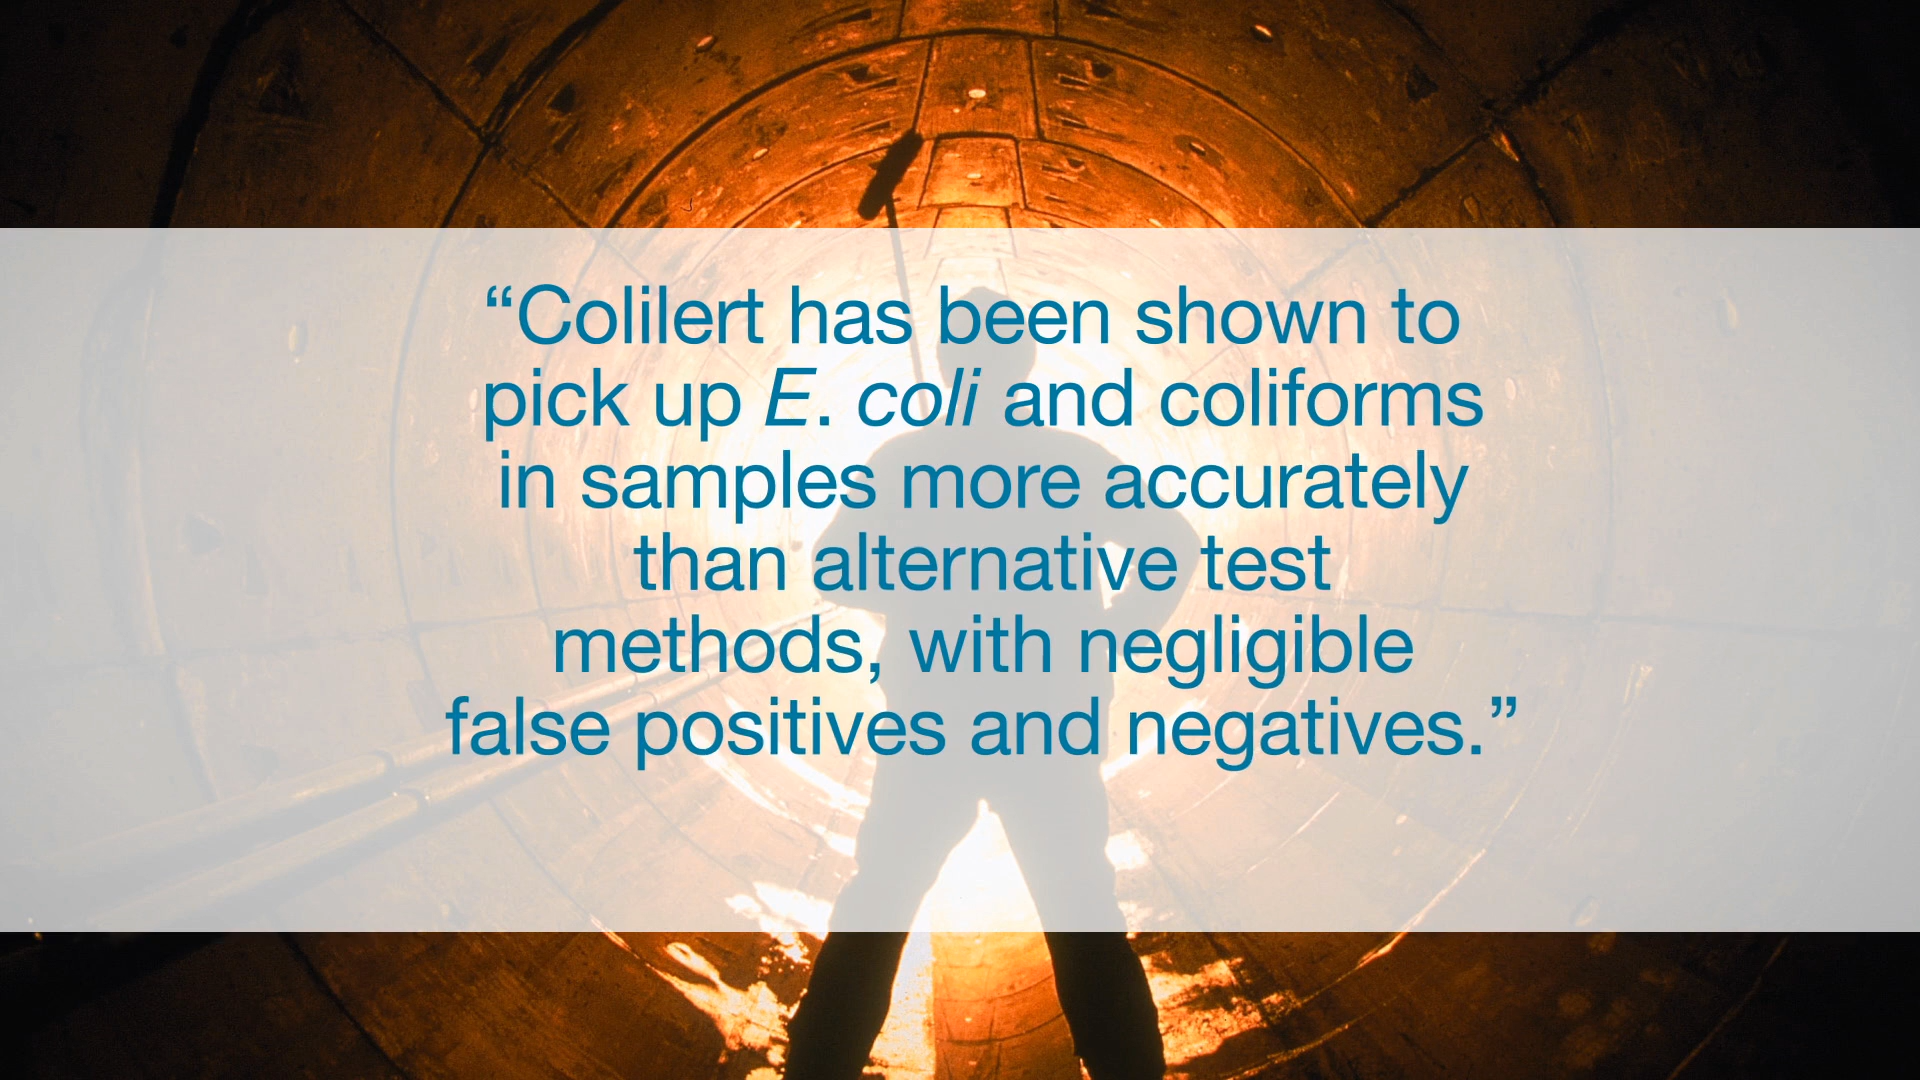 “Colilert has been shown to
pick up E. coli and coliforms
in samples more accurately
than alternative test
methods, with negligible
false positives and negatives.”